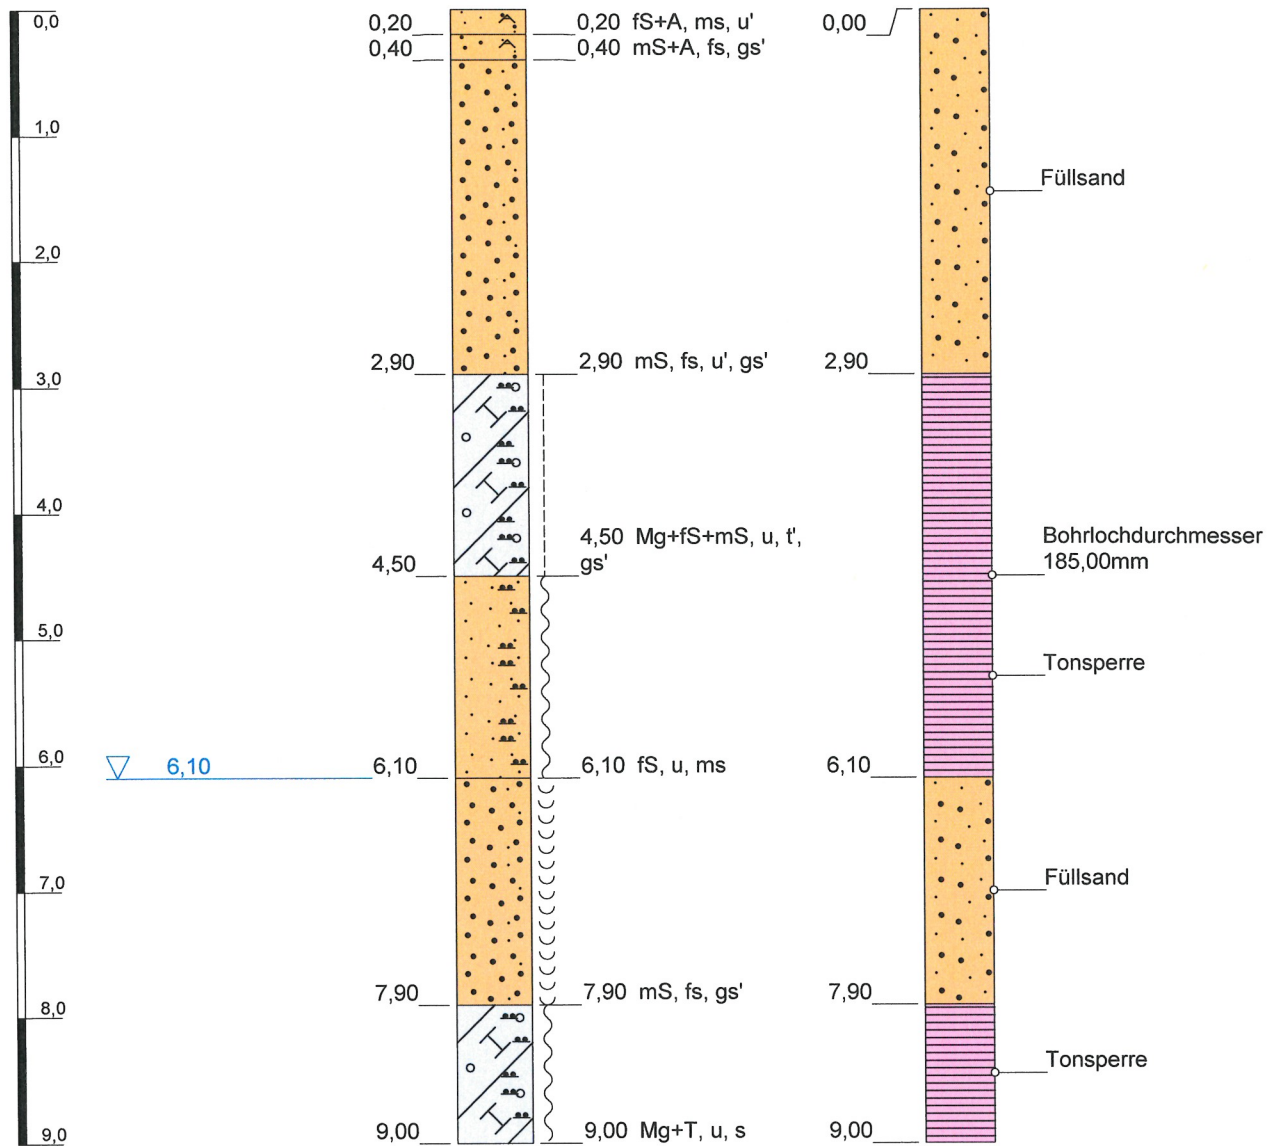 0,0
1,0
2,0
3,0
4,0
5,0
6,0
7,0
8,0
9,0
6,10
0,20
0,40
2,90
4,50
6,10
7,90
9,00
0,20 fS+A, ms, u'
0,40 mS+A, fs, gs'
2,90 mS, fs, u', gs'
4,50 Mg+fS+mS, u, t',
gs'
6,10 fS, u, ms
7,90 mS, fs, gs'
9,00 Mg+T, u, s
0,00
2,90
6,10
7,90
9,00
Füllsand
Bohrlochdurchmesser
185,00mm
Tonsperre
Füllsand
Tonsperre